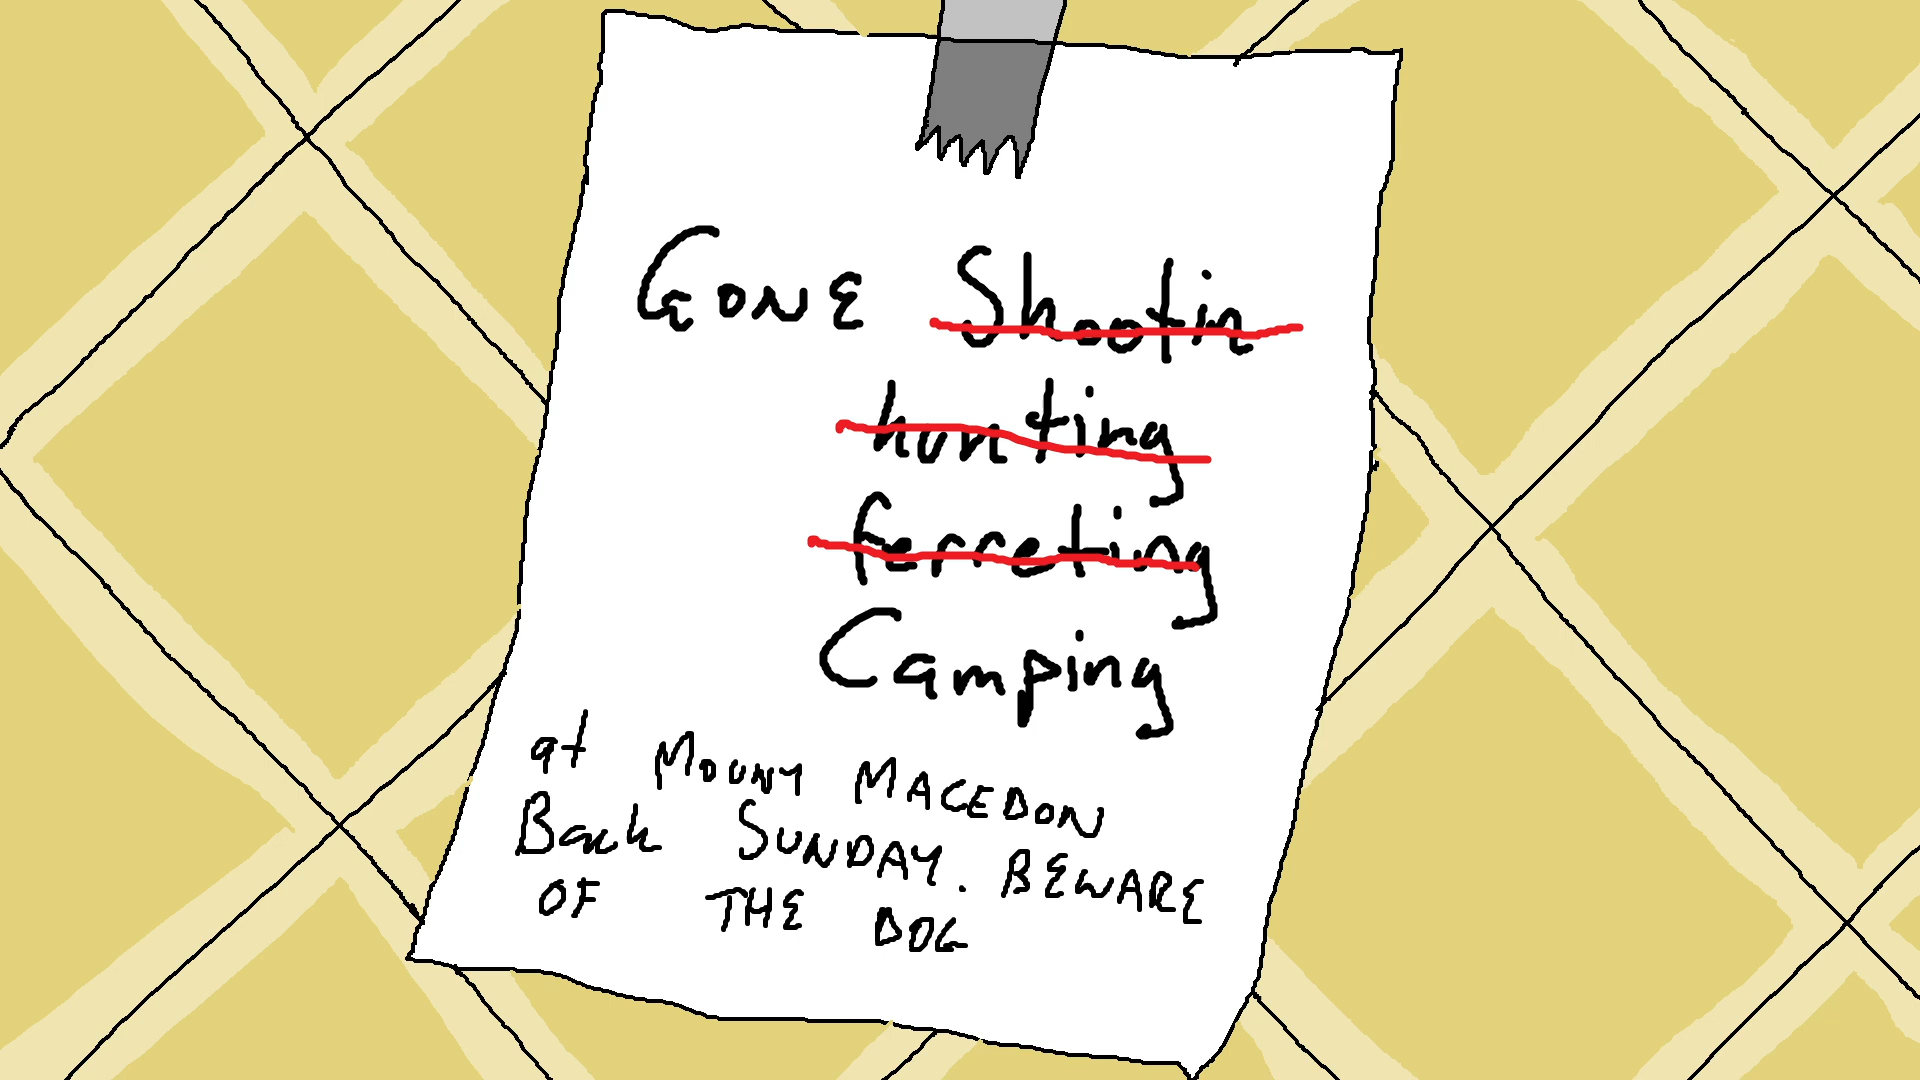 GONE Shootin
hunting
ferreting
Camping
at MOUNT MACEDON
Back SUNDAY. BEWARE
OF THE DOG